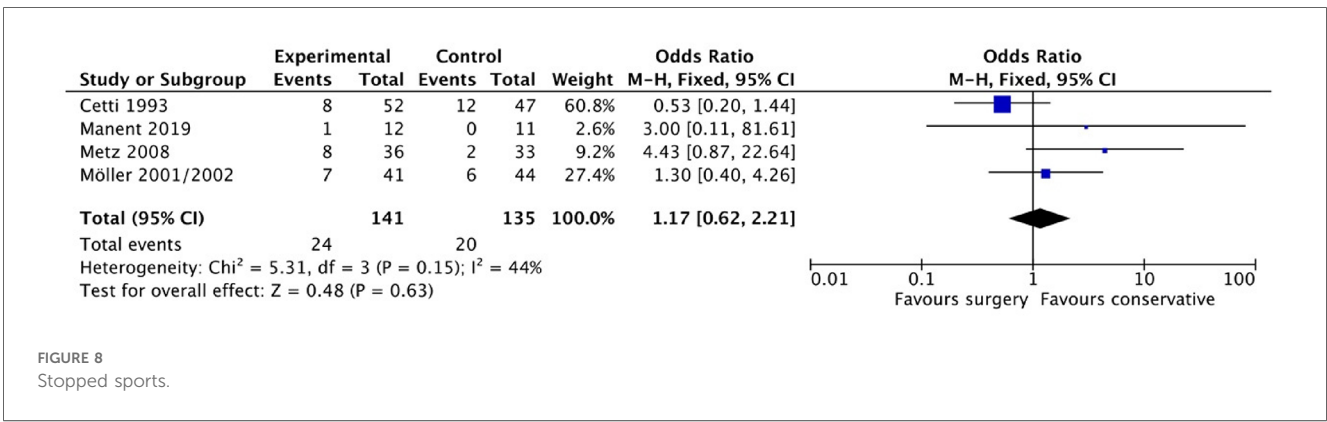 Experimental Control Odds Ratio Odds Ratio
Study or Subgroup Events Total Events Total Weight M-H, Fixed, 95% CI M-H, Fixed, 95% CI
Cetti 1993 8 52 12 47 60.8% 0.53 [0.20, 1.44]
Manent 2019 1 12 0 11 2.6% 3.00 [0.11, 81.61]
Metz 2008 8 36 2 33 9.2% 4.43 [0.87, 22.64]
Möller 2001/2002 7 41 6 44 27.4% 1.30 [0.40, 4.26]
Total (95% CI) 141 135 100.0% 1.17 [0.62, 2.21]
Total events 24 20
Heterogeneity: Chi² = 5.31, df = 3 (P = 0.15); I² = 44%
Test for overall effect: Z = 0.48 (P = 0.63)
0.01 0.1 1 10 100
Favours surgery Favours conservative
FIGURE 8
Stopped sports.